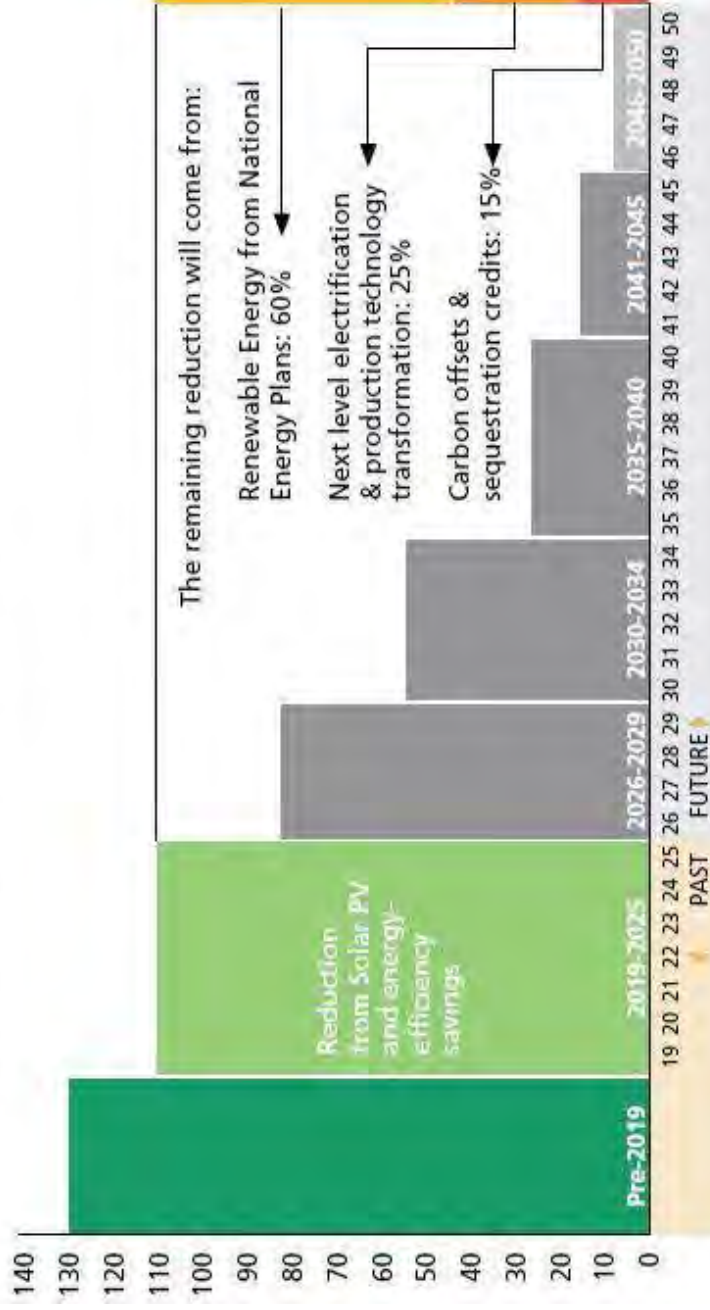 140
130
120
110
100
90
80
70
60
50
40
30
20
10
0
The remaining reduction will come from:
Renewable Energy from National
Energy Plans: 60%
Next level electrification
& production technology
transformation: 25%
Carbon offsets &
sequestration credits: 15%
Reduction
from Solar PV
and energy-
efficiency
savings
Pre-2019
2019-2025
2026-2029
2030-2034
2035-2040
2041-2045
2046-2050
19 20 21 22 23 24 25 26 27 28 29 30 31 32 33 34 35 36 37 38 39 40 41 42 43 44 45 46 47 48 49 50
PAST
FUTURE